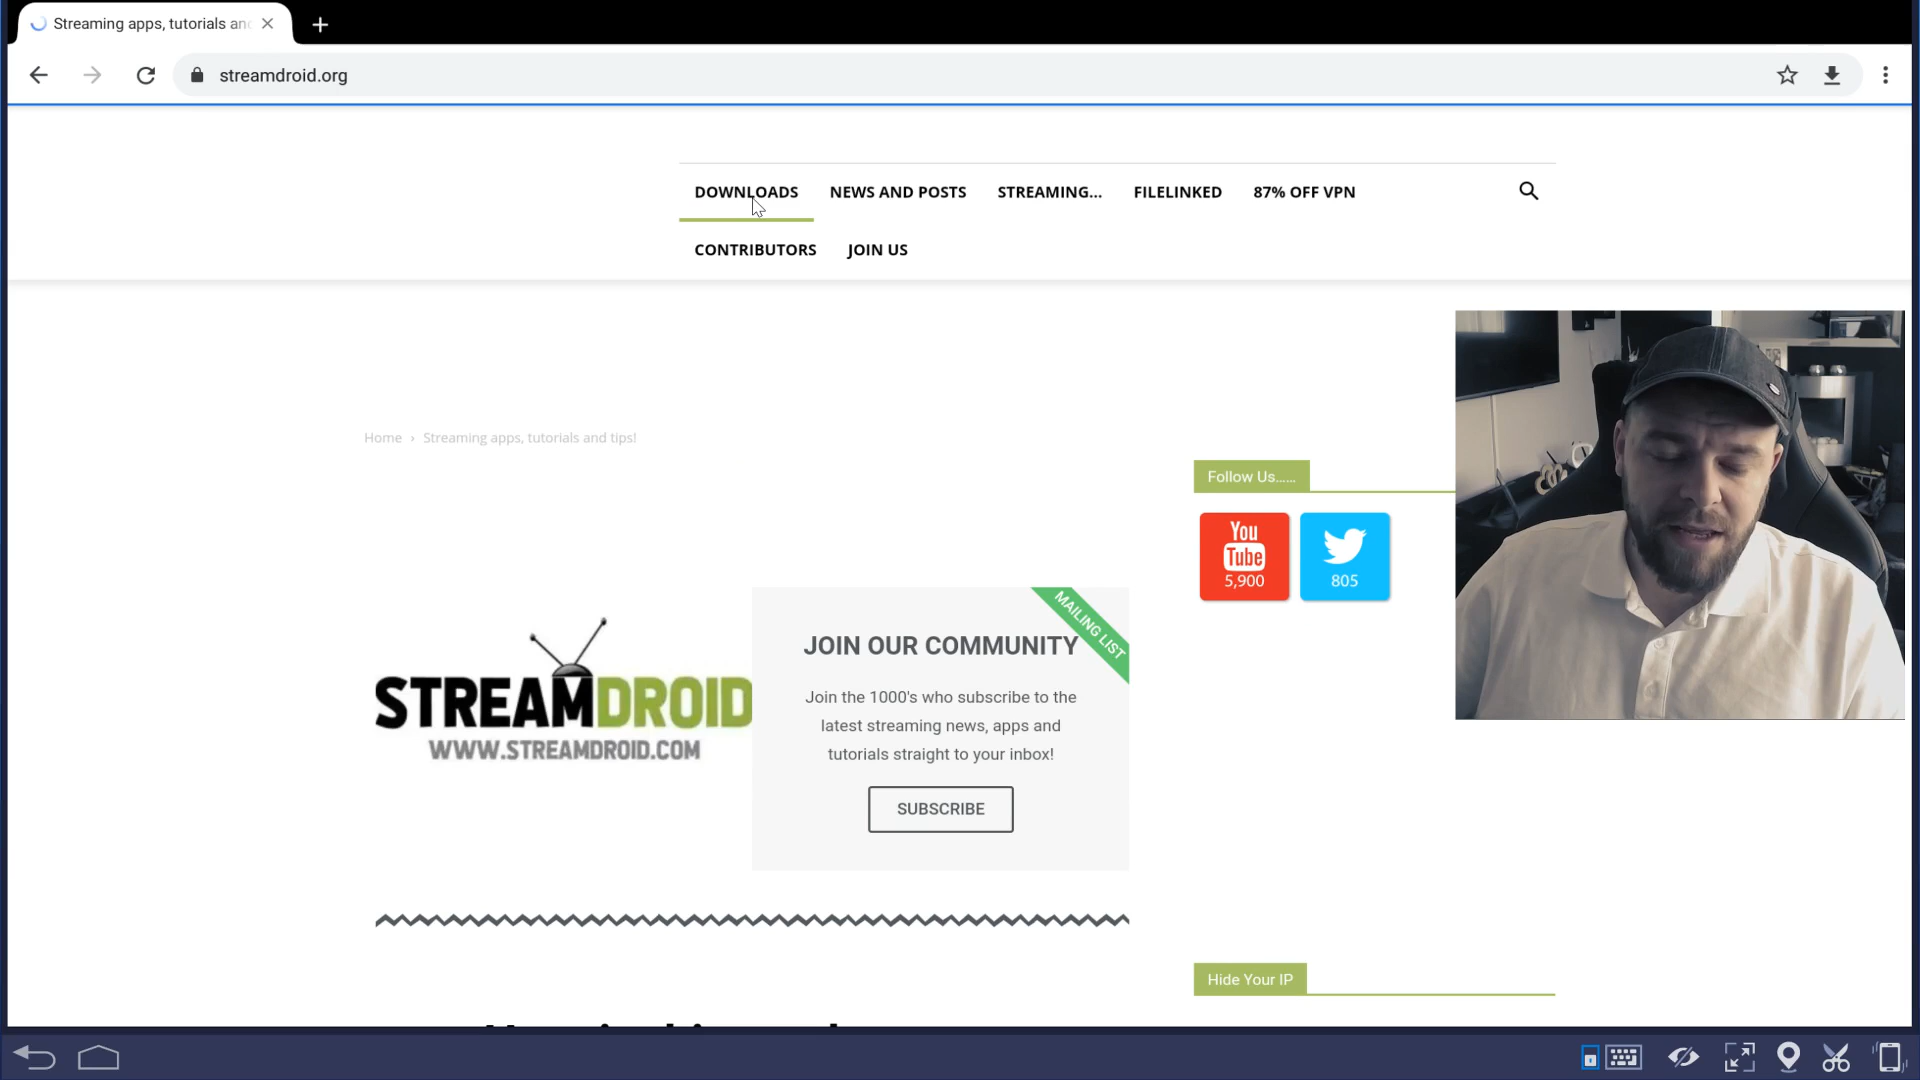 Streaming apps, tutorials an
streamdroid.org
DOWNLOADS
NEWS AND POSTS
STREAMING...
FILELINKED
87% OFF VPN
CONTRIBUTORS
JOIN US
Home › Streaming apps, tutorials and tips!
Follow Us......
You
Tube
5,900
805
STREAMDROID
WWW.STREAMDROID.COM
MAILING LIST
JOIN OUR COMMUNITY
Join the 1000's who subscribe to the
latest streaming news, apps and
tutorials straight to your inbox!
SUBSCRIBE
Hide Your IP